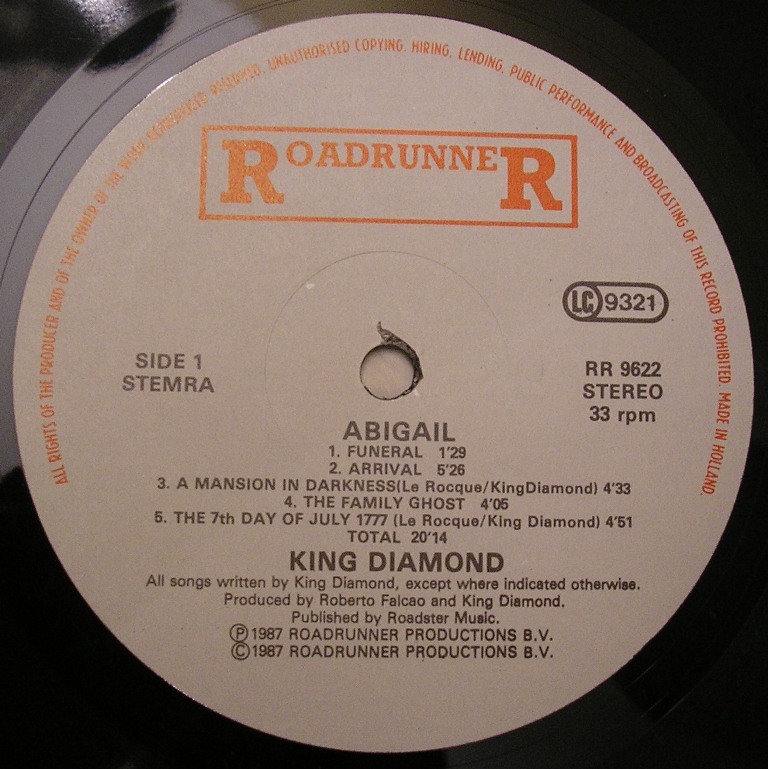 ALL RIGHTS OF THE PRODUCER AND OF THE OWNER OF THE WORK REPRODUCED RESERVED. UNAUTHORISED COPYING, HIRING, LENDING, PUBLIC PERFORMANCE AND BROADCASTING OF THIS RECORD PROHIBITED. MADE IN HOLLAND.
ROADRUNNER
LC 9321
SIDE 1
STEMRA
RR 9622
STEREO
33 rpm
ABIGAIL
1. FUNERAL 1'29
2. ARRIVAL 5'26
3. A MANSION IN DARKNESS(Le Rocque/KingDiamond) 4'33
4. THE FAMILY GHOST 4'05
5. THE 7th DAY OF JULY 1777 (Le Rocque/King Diamond) 4'51
TOTAL 20'14
KING DIAMOND
All songs written by King Diamond, except where indicated otherwise.
Produced by Roberto Falcao and King Diamond.
Published by Roadster Music.
Ⓟ1987 ROADRUNNER PRODUCTIONS B.V.
©1987 ROADRUNNER PRODUCTIONS B.V.